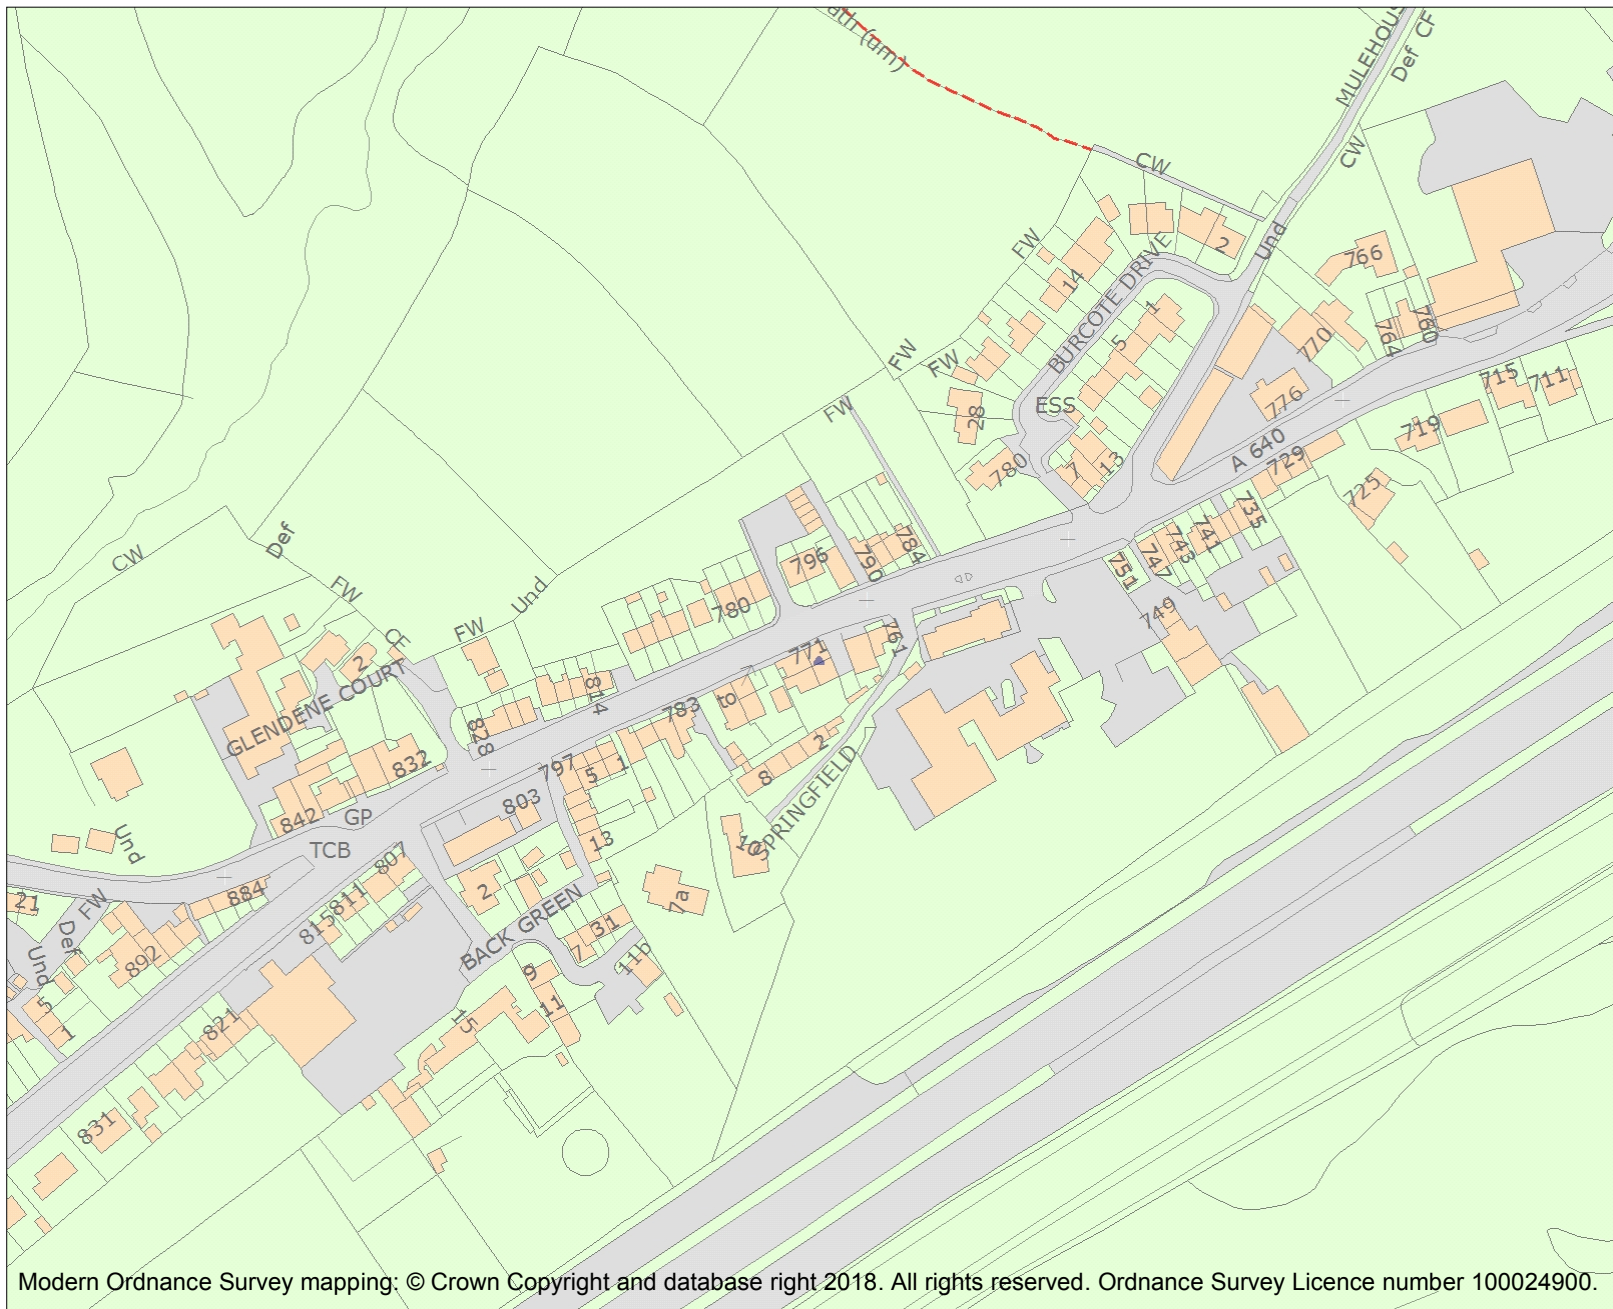 ath (um)
MULEHOUS
Def CF
CW
CW
FW
Und
2
766
14
BURCOTE DRIVE
1
5
764
760
770
776
FW
FW
FW
28
ESS
780
7
13
A 640
729
715
711
719
725
735
741
743
747
751
749
784
790
796
780
761
771
to
783
CW
Def
FW
CF
FW
Und
2
GLENDENE COURT
814
828
832
842
GP
TCB
797
5
1
803
13
8
2
SPRINGFIELD
10
7a
807
811
815
884
Und
FW
21
Def
Und
892
5
1
2
BACK GREEN
31
7
11b
9
11
15
821
831
Modern Ordnance Survey mapping: © Crown Copyright and database right 2018. All rights reserved. Ordnance Survey Licence number 100024900.